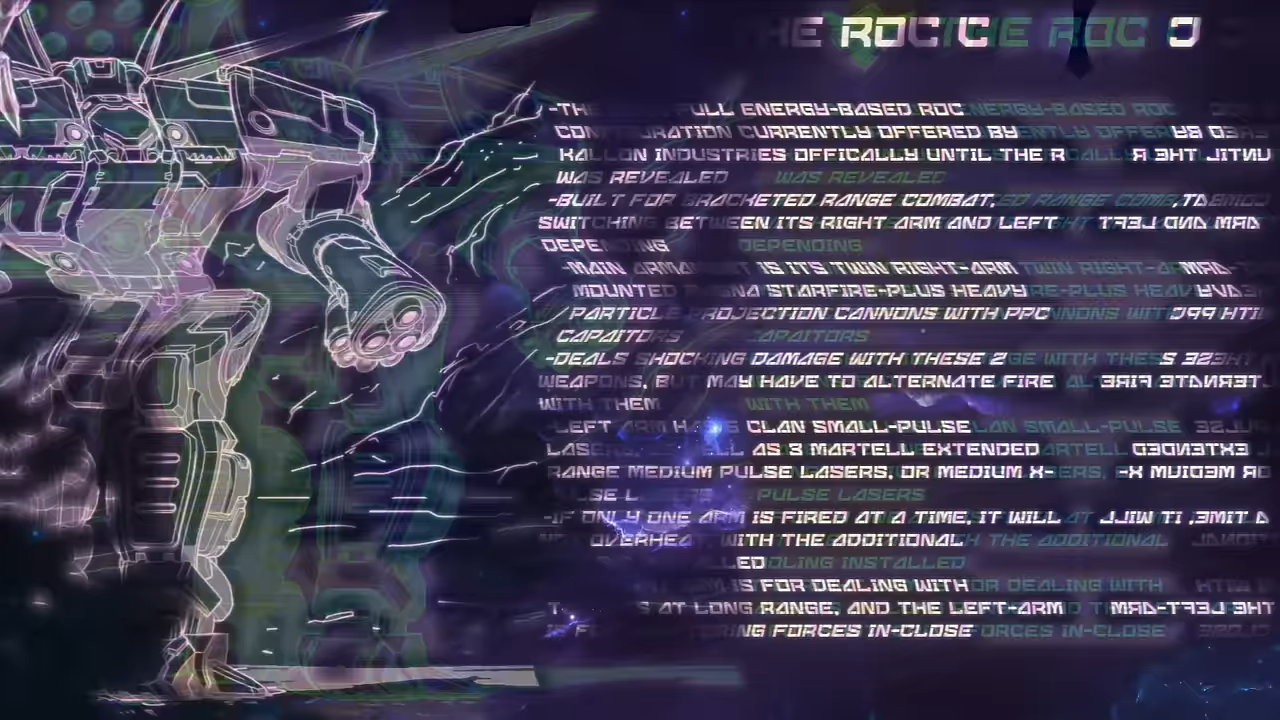 THE ROC C
-THE FULL ENERGY-BASED ROC
CONFIGURATION CURRENTLY OFFERED BY
KALLON INDUSTRIES OFFICALLY UNTIL THE R
WAS REVEALED
-BUILT FOR BRACKETED RANGE COMBAT,
SWITCHING BETWEEN ITS RIGHT ARM AND LEFT
DEPENDING
-MAIN ARMAMENT IS IT'S TWIN RIGHT-ARM
MOUNTED MAGNA STARFIRE-PLUS HEAVY
PARTICLE PROJECTION CANNONS WITH PPC
CAPAITORS
-DEALS SHOCKING DAMAGE WITH THESE 2
WEAPONS, BUT MAY HAVE TO ALTERNATE FIRE
WITH THEM
-LEFT ARM HAS CLAN SMALL-PULSE
LASERS AS 3 MARTELL EXTENDED
RANGE MEDIUM PULSE LASERS, OR MEDIUM X-
PULSE LASERS
-IF ONLY ONE ARM IS FIRED AT A TIME, IT WILL
NOT OVERHEAT WITH THE ADDITIONAL
COOLING INSTALLED
ARM IS FOR DEALING WITH
AT LONG RANGE, AND THE LEFT-ARM
IS FORCES IN-CLOSE